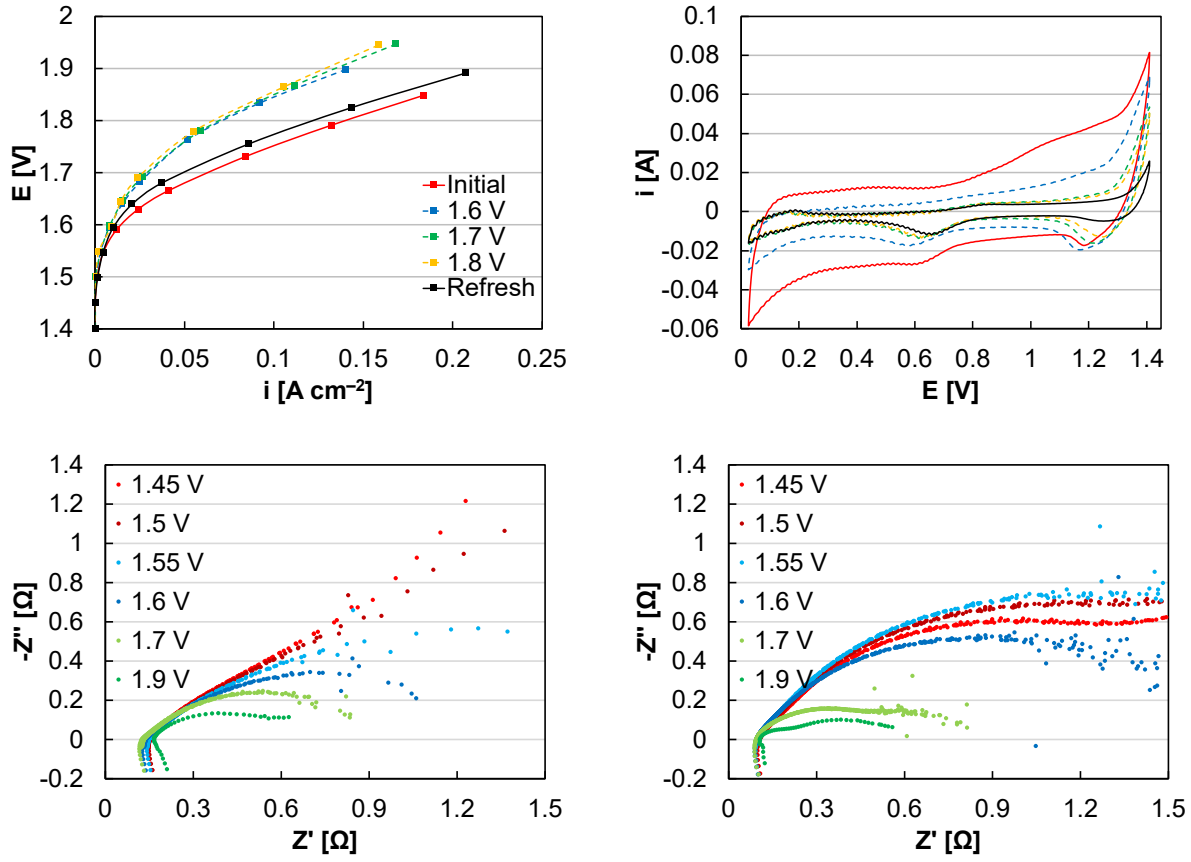 2
1.9
1.8
1.7
1.6
1.5
1.4
E [V]
0
0.05
0.1
0.15
0.2
0.25
i [A cm−2]
Initial
1.6 V
1.7 V
1.8 V
Refresh
0.1
0.08
0.06
0.04
0.02
0
-0.02
-0.04
-0.06
i [A]
0
0.2
0.4
0.6
0.8
1
1.2
1.4
E [V]
1.4
1.2
1
0.8
0.6
0.4
0.2
0
-0.2
-Z'' [Ω]
1.45 V
1.5 V
1.55 V
1.6 V
1.7 V
1.9 V
0
0.3
0.6
0.9
1.2
1.5
Z' [Ω]
1.4
1.2
1
0.8
0.6
0.4
0.2
0
-0.2
-Z'' [Ω]
1.45 V
1.5 V
1.55 V
1.6 V
1.7 V
1.9 V
0
0.3
0.6
0.9
1.2
1.5
Z' [Ω]